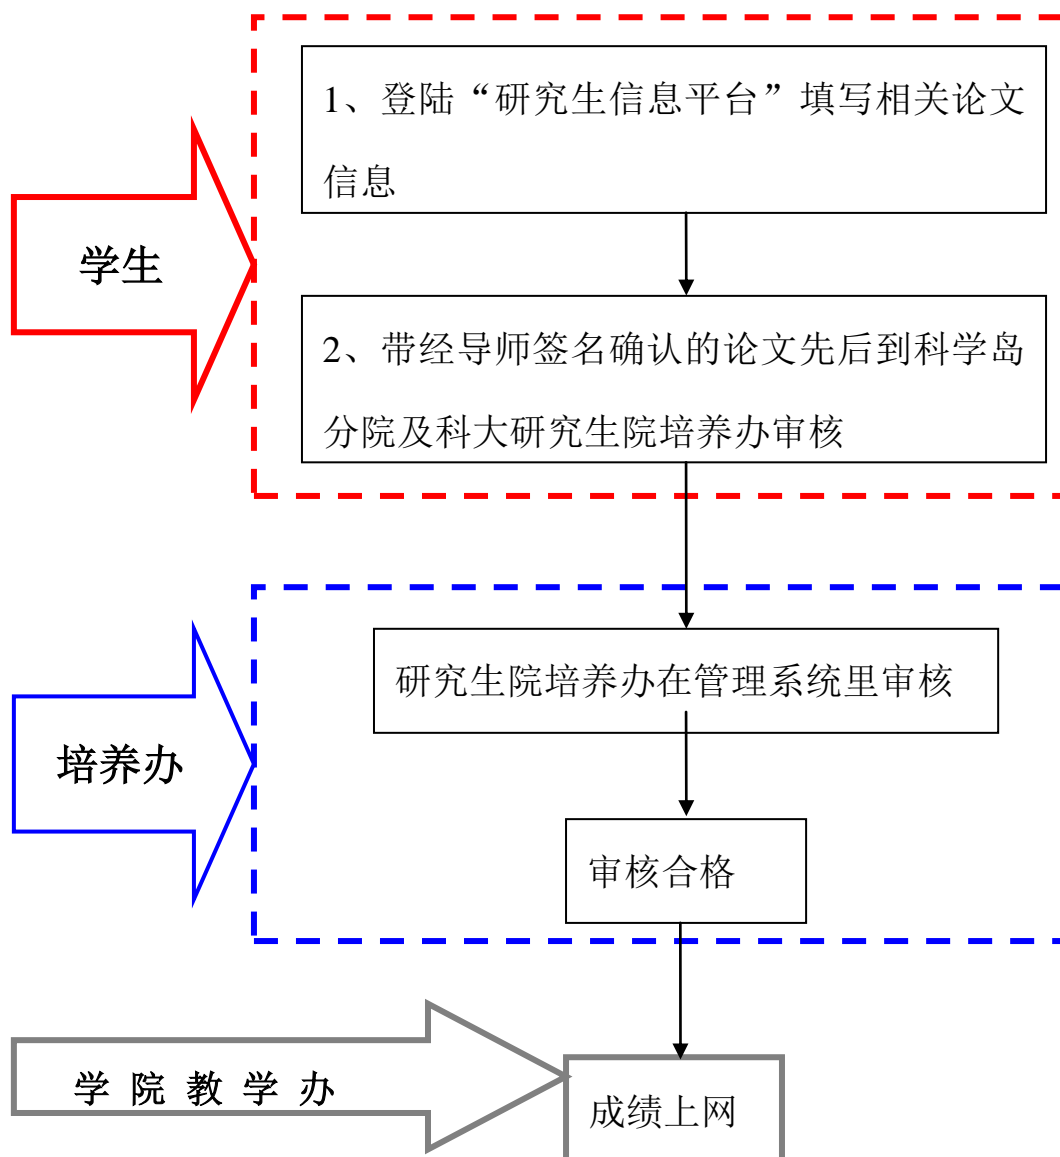 1、登陆“研究生信息平台”填写相关论文
信息
学生
2、带经导师签名确认的论文先后到科学岛
分院及科大研究生院培养办审核
研究生院培养办在管理系统里审核
培养办
审核合格
学 院 教 学 办
成绩上网